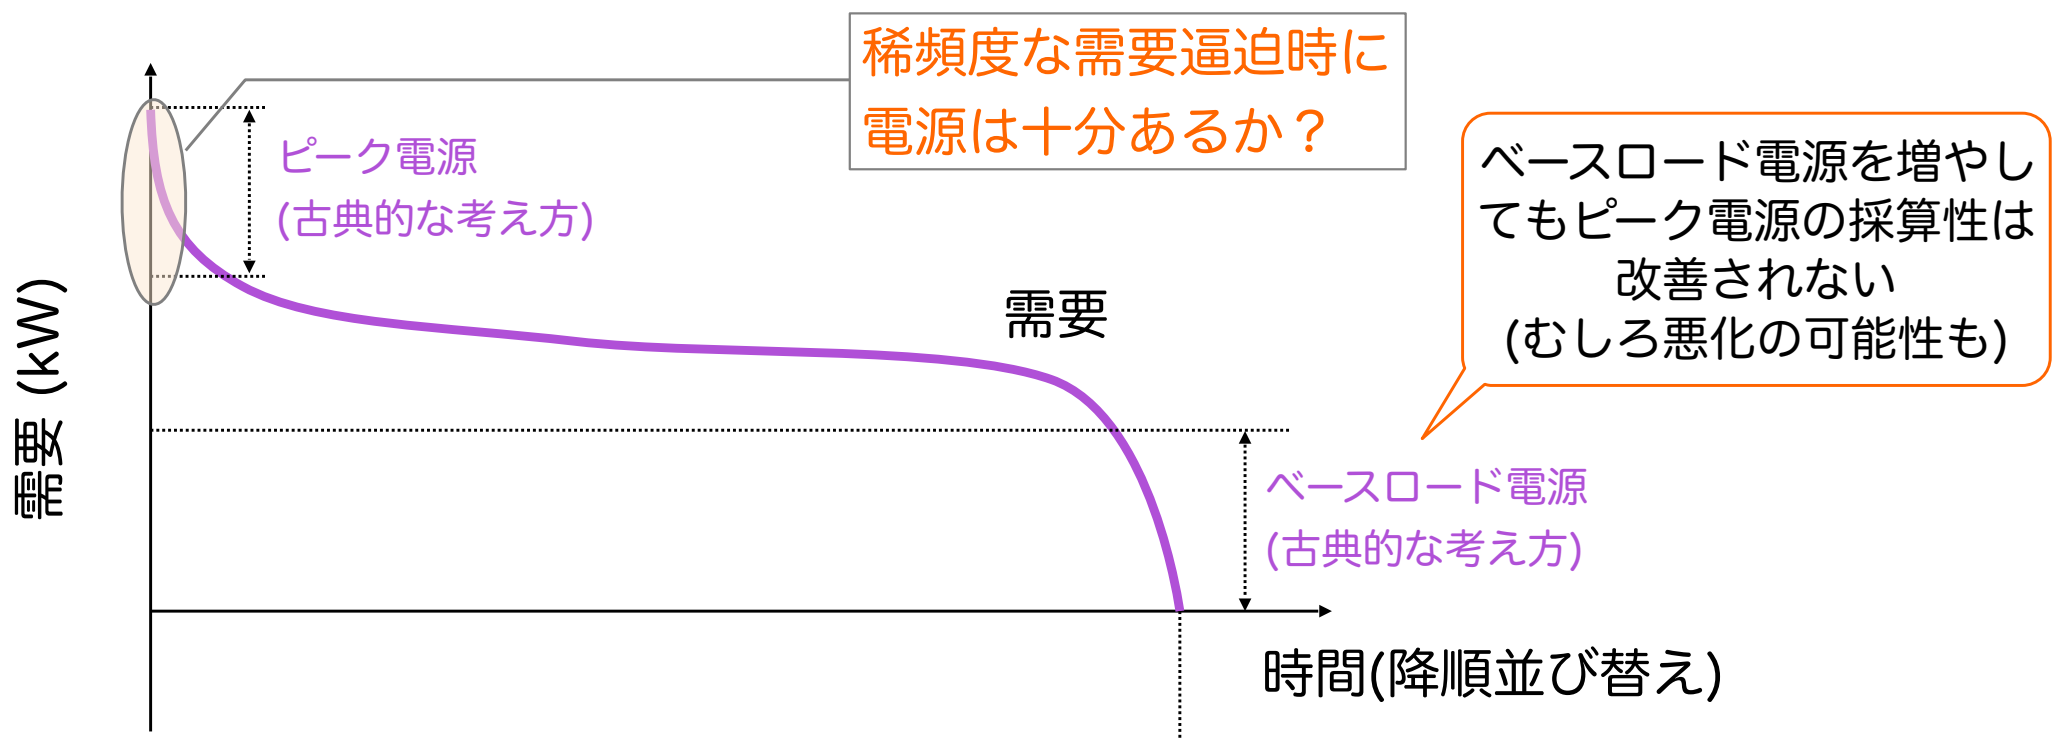 稀頻度な需要逼迫時に
電源は十分あるか？
ピーク電源
(古典的な考え方)
ベースロード電源を増やし
てもピーク電源の採算性は
改善されない
(むしろ悪化の可能性も)
需要
需要 (kW)
ベースロード電源
(古典的な考え方)
時間(降順並び替え)